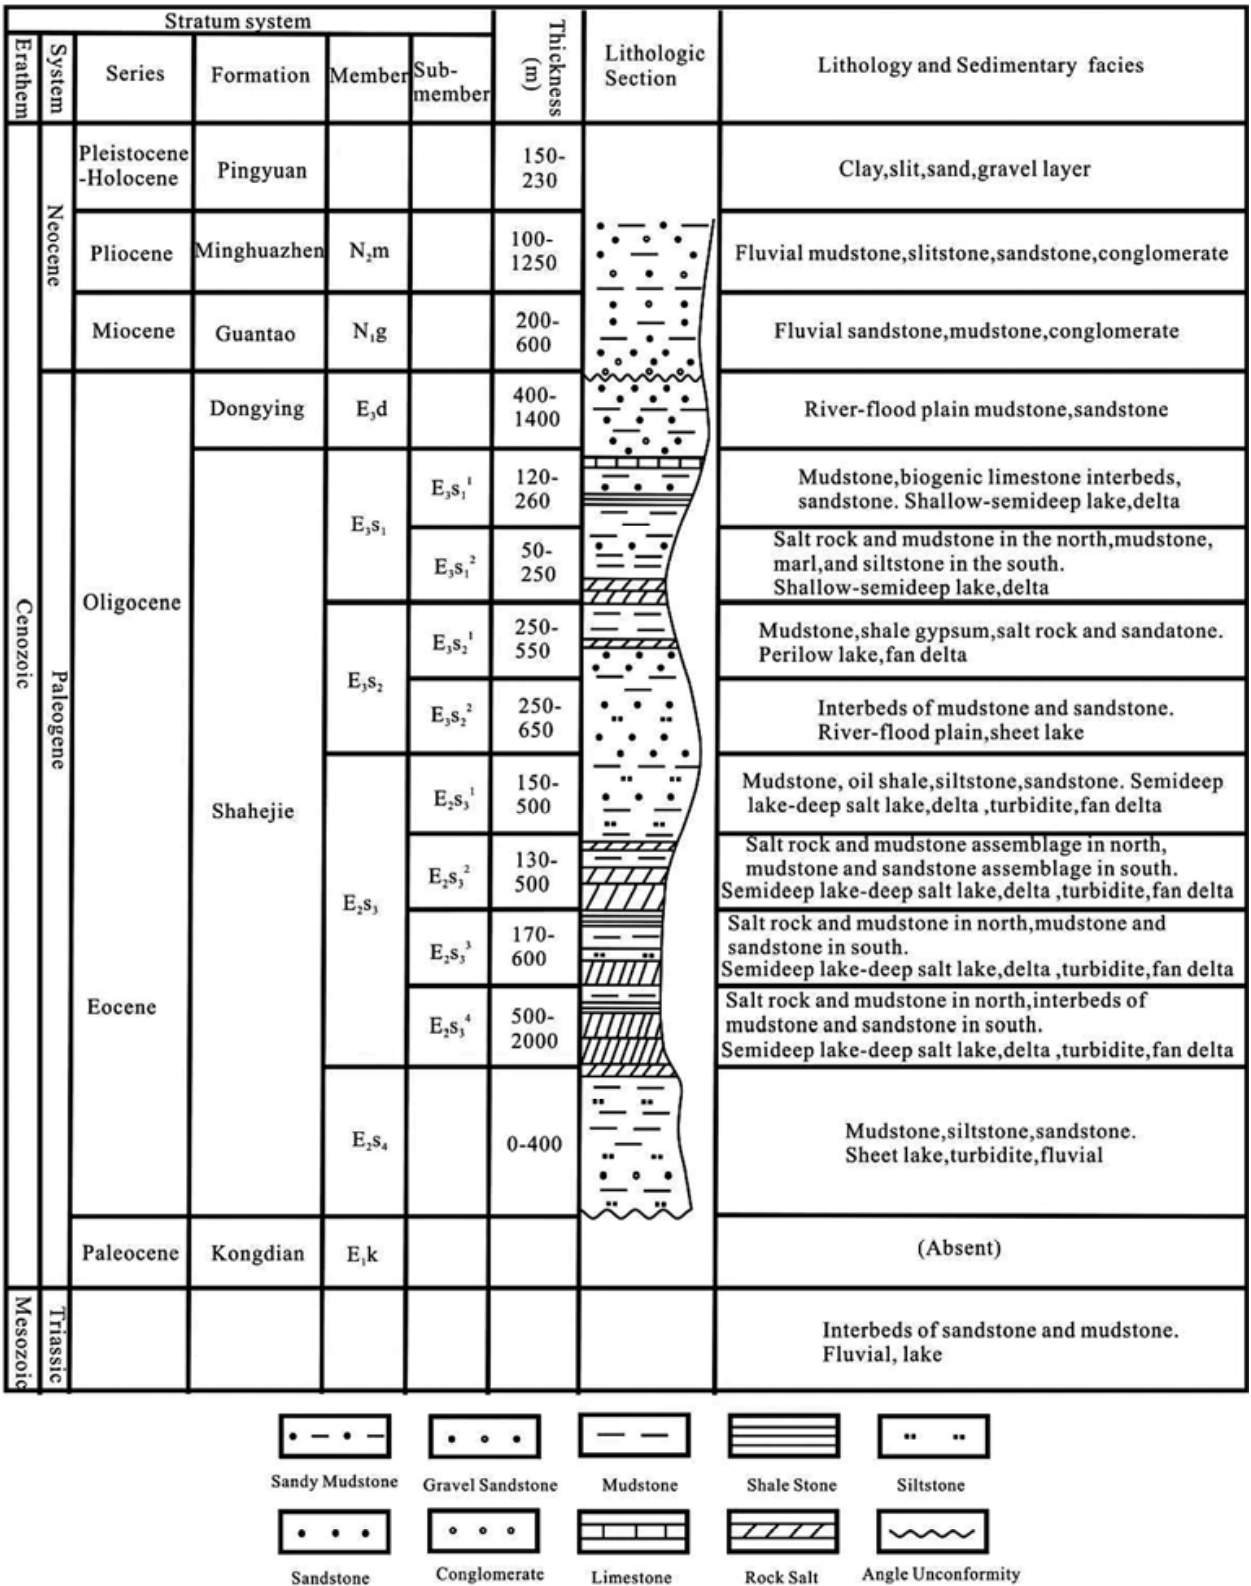 Stratum system
Erathem
System
Series
Formation
Member
Sub-
member
Thickness
(m)
Lithologic
Section
Lithology and Sedimentary facies
Cenozoic
Neocene
Pleistocene
-Holocene
Pingyuan
150-
230
Clay,slit,sand,gravel layer
Pliocene
Minghuazhen
N₂m
100-
1250
Fluvial mudstone,slitstone,sandstone,conglomerate
Miocene
Guantao
N₁g
200-
600
Fluvial sandstone,mudstone,conglomerate
Paleogene
Oligocene
Dongying
E₃d
400-
1400
River-flood plain mudstone,sandstone
Shahejie
E₃s₁
E₃s₁¹
120-
260
Mudstone,biogenic limestone interbeds,
sandstone. Shallow-semideep lake,delta
E₃s₁²
50-
250
Salt rock and mudstone in the north,mudstone,
marl,and siltstone in the south.
Shallow-semideep lake,delta
E₃s₂
E₃s₂¹
250-
550
Mudstone,shale gypsum,salt rock and sandatone.
Perilow lake,fan delta
E₃s₂²
250-
650
Interbeds of mudstone and sandstone.
River-flood plain,sheet lake
Eocene
E₂s₃
E₂s₃¹
150-
500
Mudstone, oil shale,siltstone,sandstone. Semideep
lake-deep salt lake,delta ,turbidite,fan delta
E₂s₃²
130-
500
Salt rock and mudstone assemblage in north,
mudstone and sandstone assemblage in south.
Semideep lake-deep salt lake,delta ,turbidite,fan delta
E₂s₃³
170-
600
Salt rock and mudstone in north,mudstone and
sandstone in south.
Semideep lake-deep salt lake,delta ,turbidite,fan delta
E₂s₃⁴
500-
2000
Salt rock and mudstone in north,interbeds of
mudstone and sandstone in south.
Semideep lake-deep salt lake,delta ,turbidite,fan delta
E₂s₄
0-400
Mudstone,siltstone,sandstone.
Sheet lake,turbidite,fluvial
Paleocene
Kongdian
E₁k
(Absent)
Mesozoic
Triassic
Interbeds of sandstone and mudstone.
Fluvial, lake
Sandy Mudstone
Gravel Sandstone
Mudstone
Shale Stone
Siltstone
Sandstone
Conglomerate
Limestone
Rock Salt
Angle Unconformity